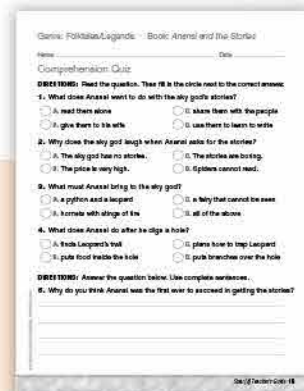 Genre: Folktales/Legends · Book: Anansi and the Stories
Name Date
Comprehension Quiz
DIRECTIONS: Read the question. Then fill in the circle next to the correct answer.
1. What does Anansi want to do with the sky god's stories?
A. read them alone C. share them with the people
B. give them to his wife D. use them to learn to write
2. Why does the sky god laugh when Anansi asks for the stories?
A. The sky god has no stories. C. The stories are boring.
B. The price is very high. D. Spiders cannot read.
3. What must Anansi bring to the sky god?
A. a python and a leopard C. a fairy that cannot be seen
B. hornets with stings of fire D. all of the above
4. What does Anansi do after he digs a hole?
A. finds Leopard's trail C. plans how to trap Leopard
B. puts food inside the hole D. puts branches over the hole
DIRECTIONS: Answer the question below. Use complete sentences.
5. Why do you think Anansi was the first ever to succeed in getting the stories?
Teacher's Guide